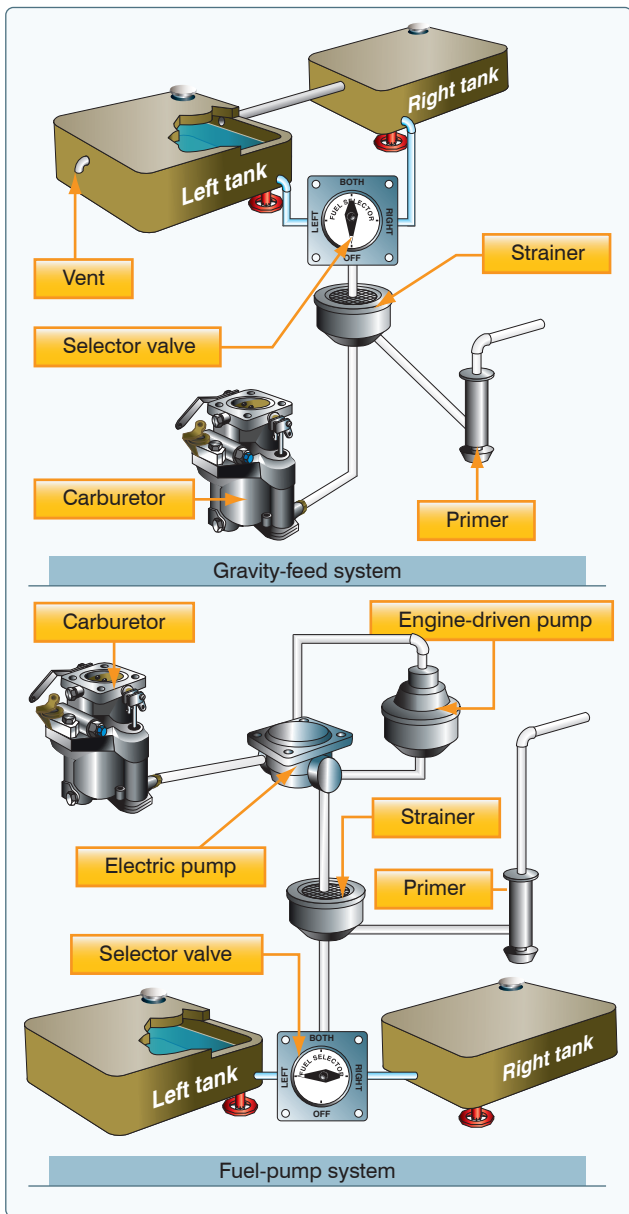 Right tank
Left tank
BOTH
LEFT
FUEL SELECTOR
RIGHT
OFF
Vent
Strainer
Selector valve
Carburetor
Primer
Gravity-feed system
Carburetor
Engine-driven pump
Strainer
Electric pump
Primer
Selector valve
Left tank
BOTH
LEFT
FUEL SELECTOR
RIGHT
OFF
Right tank
Fuel-pump system